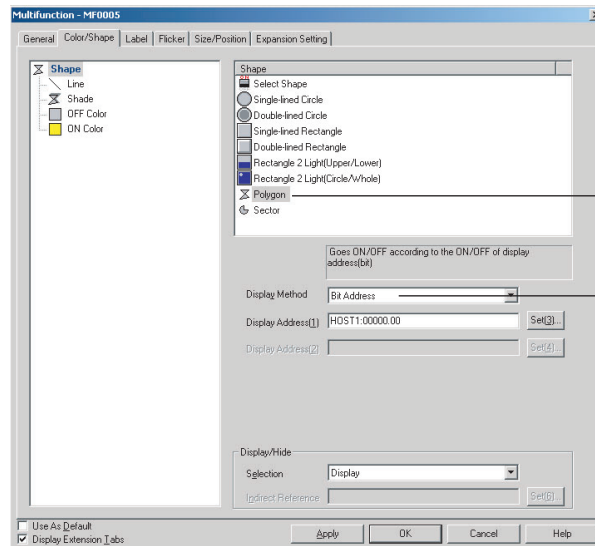 Multifunction - MF0005
General Color/Shape Label Flicker Size/Position Expansion Setting
Shape
Line
Shade
OFF Color
ON Color
Shape
Select Shape
Single-lined Circle
Double-lined Circle
Single-lined Rectangle
Double-lined Rectangle
Rectangle 2 Light(Upper/Lower)
Rectangle 2 Light(Circle/Whole)
Polygon
Sector
Goes ON/OFF according to the ON/OFF of display
address(bit)
Display Method Bit Address
Display Address(1) HOST1:00000.00 Set(3)...
Display Address(2) Set(4)...
Display/Hide
Selection Display
Indirect Reference Set(6)...
Use As Default
Display Extension Tabs
Apply OK Cancel Help